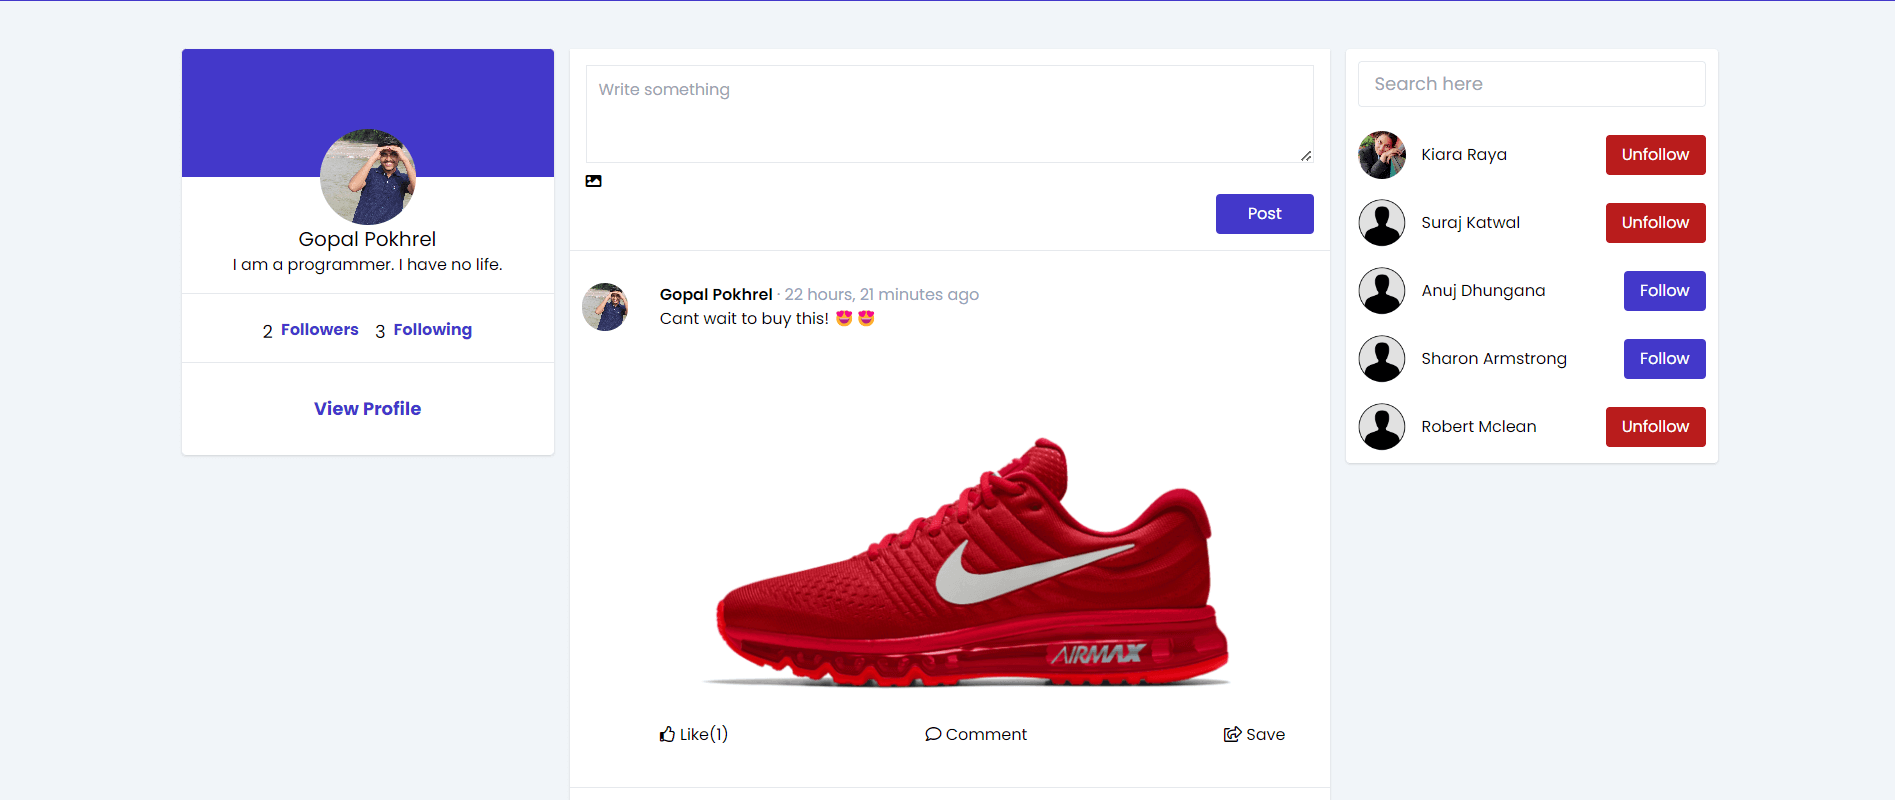 Gopal Pokhrel
I am a programmer. I have no life.
2 Followers 3 Following
View Profile
Write something
Post
Gopal Pokhrel · 22 hours, 21 minutes ago
Cant wait to buy this! 😍 😍
AIRMAX
Like(1) Comment Save
Search here
Kiara Raya Unfollow
Suraj Katwal Unfollow
Anuj Dhungana Follow
Sharon Armstrong Follow
Robert Mclean Unfollow